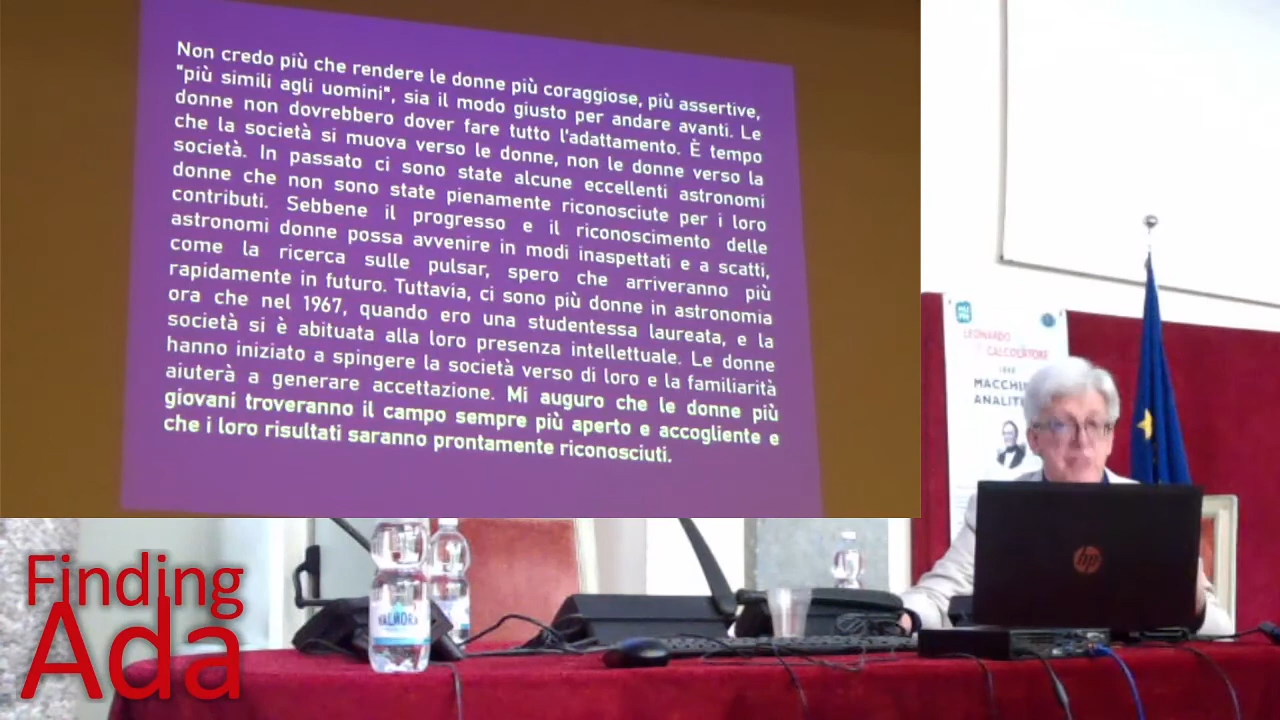 Non credo più che rendere le donne più coraggiose, più assertive,
"più simili agli uomini", sia il modo giusto per andare avanti. Le
donne non dovrebbero dover fare tutto l'adattamento. È tempo
che la società si muova verso le donne, non le donne verso la
società. In passato ci sono state alcune eccellenti astronomi
donne che non sono state pienamente riconosciute per i loro
contributi. Sebbene il progresso e il riconoscimento delle
astronomi donne possa avvenire in modi inaspettati e a scatti,
come la ricerca sulle pulsar, spero che arriveranno più
rapidamente in futuro. Tuttavia, ci sono più donne in astronomia
ora che nel 1967, quando ero una studentessa laureata, e la
società si è abituata alla loro presenza intellettuale. Le donne
hanno iniziato a spingere la società verso di loro e la familiarità
aiuterà a generare accettazione. Mi auguro che le donne più
giovani troveranno il campo sempre più aperto e accogliente e
che i loro risultati saranno prontamente riconosciuti.
LEONARDO
CALCOLATORE
MACCHI
ANALIT
hp
VALMORA
Finding
Ada